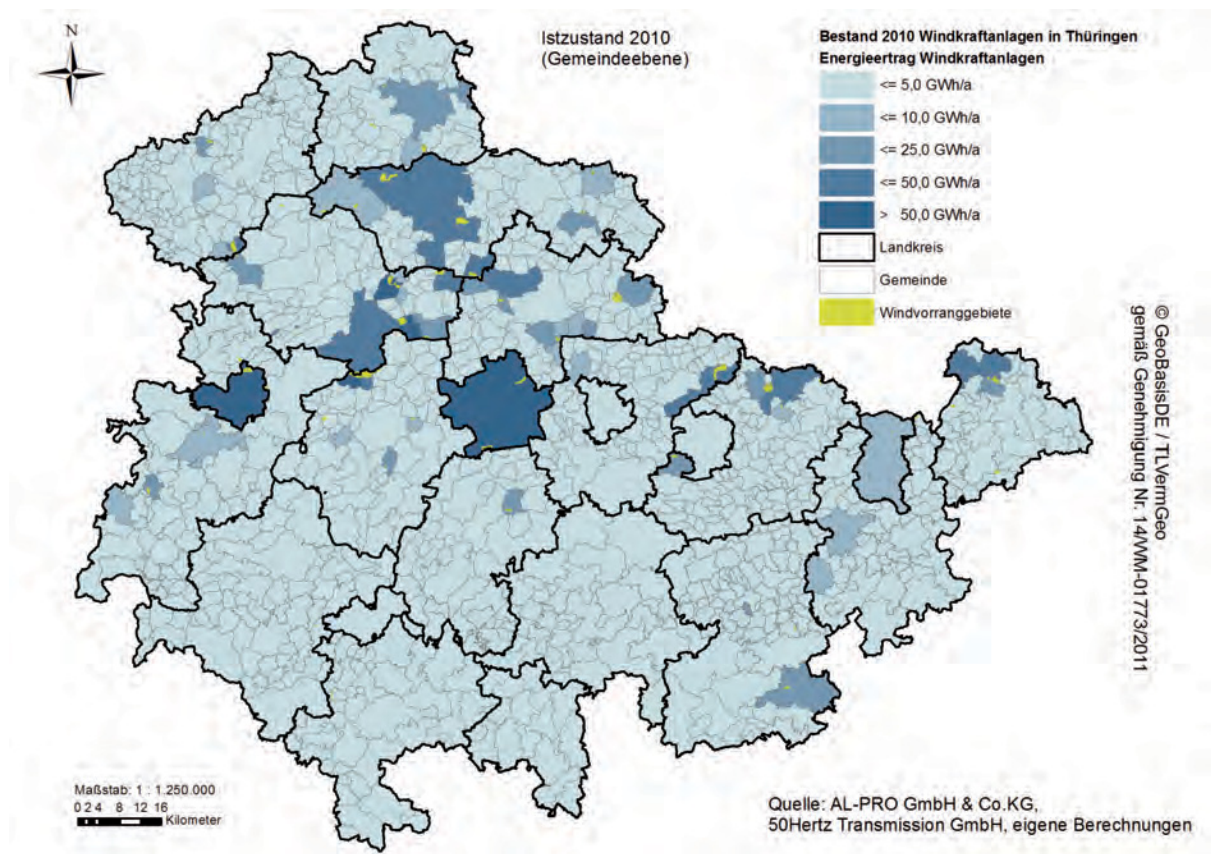 N
Istzustand 2010
(Gemeindeebene)
Bestand 2010 Windkraftanlagen in Thüringen
Energieertrag Windkraftanlagen
<= 5,0 GWh/a
<= 10,0 GWh/a
<= 25,0 GWh/a
<= 50,0 GWh/a
> 50,0 GWh/a
Landkreis
Gemeinde
Windvorranggebiete
© GeoBasisDE / TLVermGeo
gemäß Genehmigung Nr. 14/WM-01773/2011
Maßstab: 1 : 1.250.000
0 2 4 8 12 16
Kilometer
Quelle: AL-PRO GmbH & Co.KG,
50Hertz Transmission GmbH, eigene Berechnungen